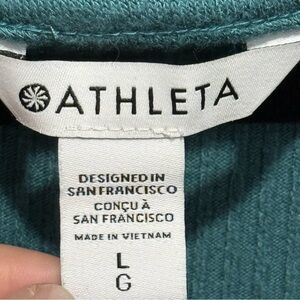 ATHLETA
DESIGNED IN
SAN FRANCISCO
CONÇU À
SAN FRANCISCO
MADE IN VIETNAM
L
G